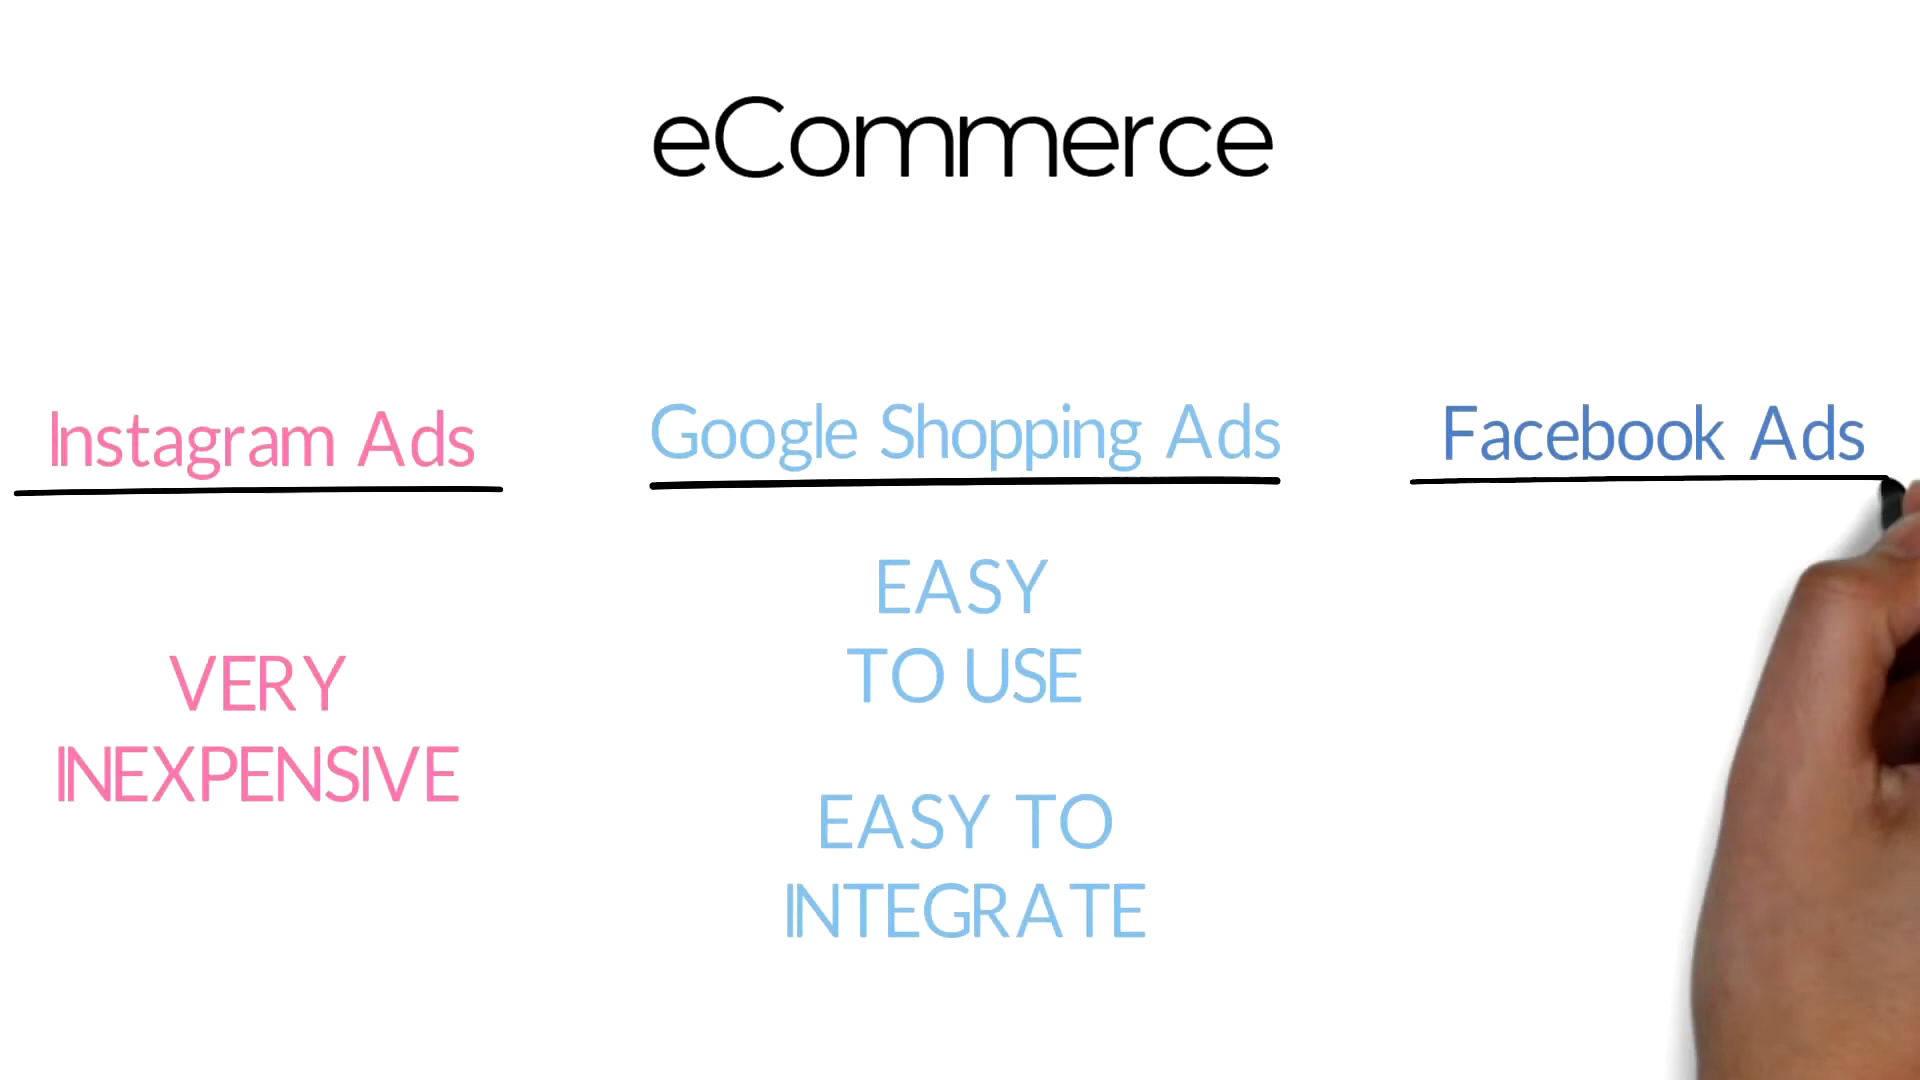 eCommerce
Instagram Ads
VERY
INEXPENSIVE
Google Shopping Ads
EASY
TO USE
EASY TO
INTEGRATE
Facebook Ads